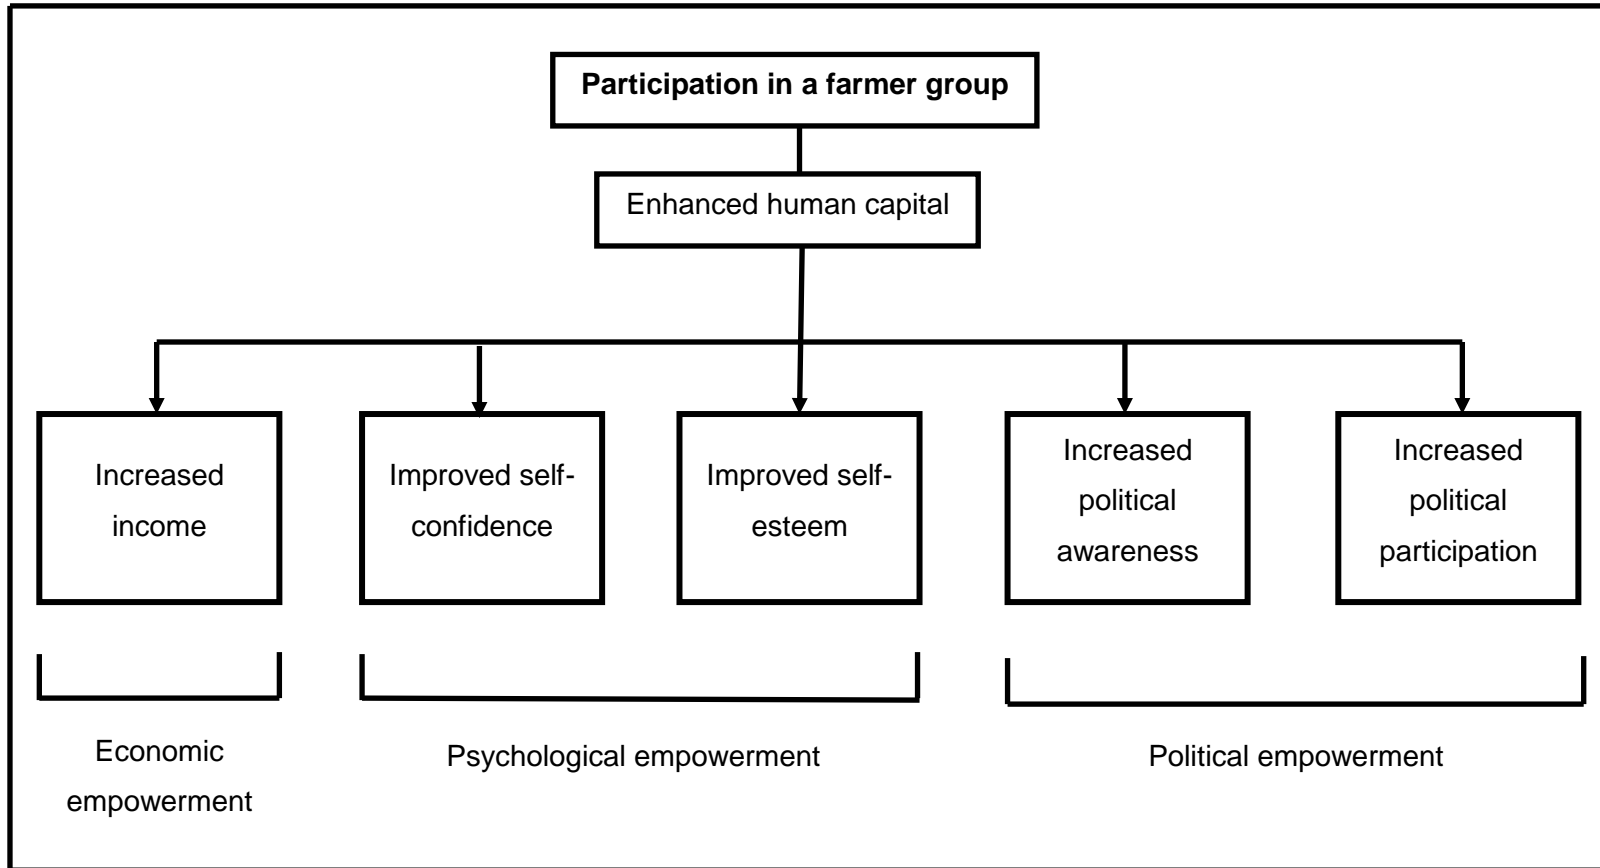 Participation in a farmer group
Enhanced human capital
Increased
income
Improved self-
confidence
Improved self-
esteem
Increased
political
awareness
Increased
political
participation
Economic
empowerment
Psychological empowerment
Political empowerment